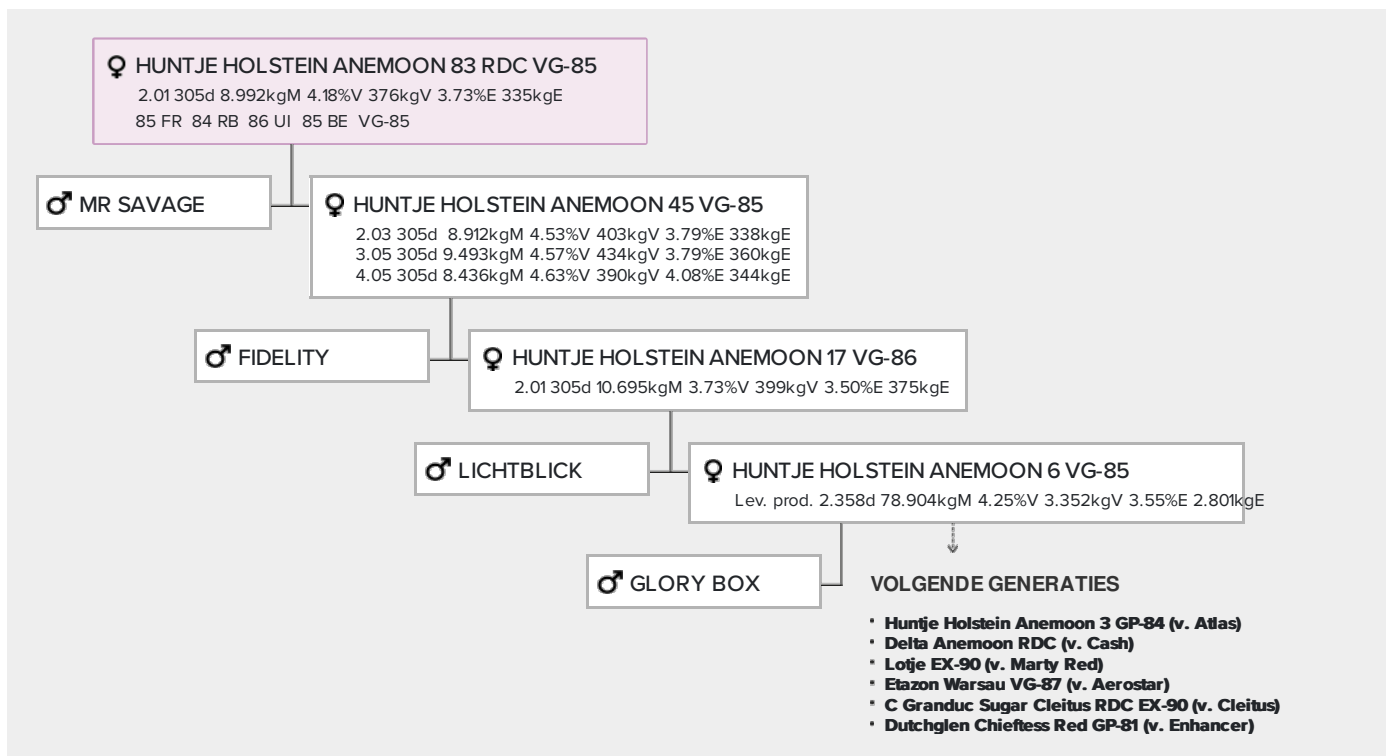 HUNTJE HOLSTEIN ANEMOON 83 RDC VG-85
2.01 305d 8.992kgM 4.18%V 376kgV 3.73%E 335kgE
85 FR 84 RB 86 UI 85 BE VG-85
MR SAVAGE
HUNTJE HOLSTEIN ANEMOON 45 VG-85
2.03 305d 8.912kgM 4.53%V 403kgV 3.79%E 338kgE
3.05 305d 9.493kgM 4.57%V 434kgV 3.79%E 360kgE
4.05 305d 8.436kgM 4.63%V 390kgV 4.08%E 344kgE
FIDELITY
HUNTJE HOLSTEIN ANEMOON 17 VG-86
2.01 305d 10.695kgM 3.73%V 399kgV 3.50%E 375kgE
LICHTBLICK
HUNTJE HOLSTEIN ANEMOON 6 VG-85
Lev. prod. 2.358d 78.904kgM 4.25%V 3.352kgV 3.55%E 2.801kgE
GLORY BOX
VOLGENDE GENERATIES
· Huntje Holstein Anemoon 3 GP-84 (v. Atlas)
· Delta Anemoon RDC (v. Cash)
· Lotje EX-90 (v. Marty Red)
· Etazon Warsau VG-87 (v. Aerostar)
· C Granduc Sugar Cleitus RDC EX-90 (v. Cleitus)
· Dutchglen Chieftess Red GP-81 (v. Enhancer)